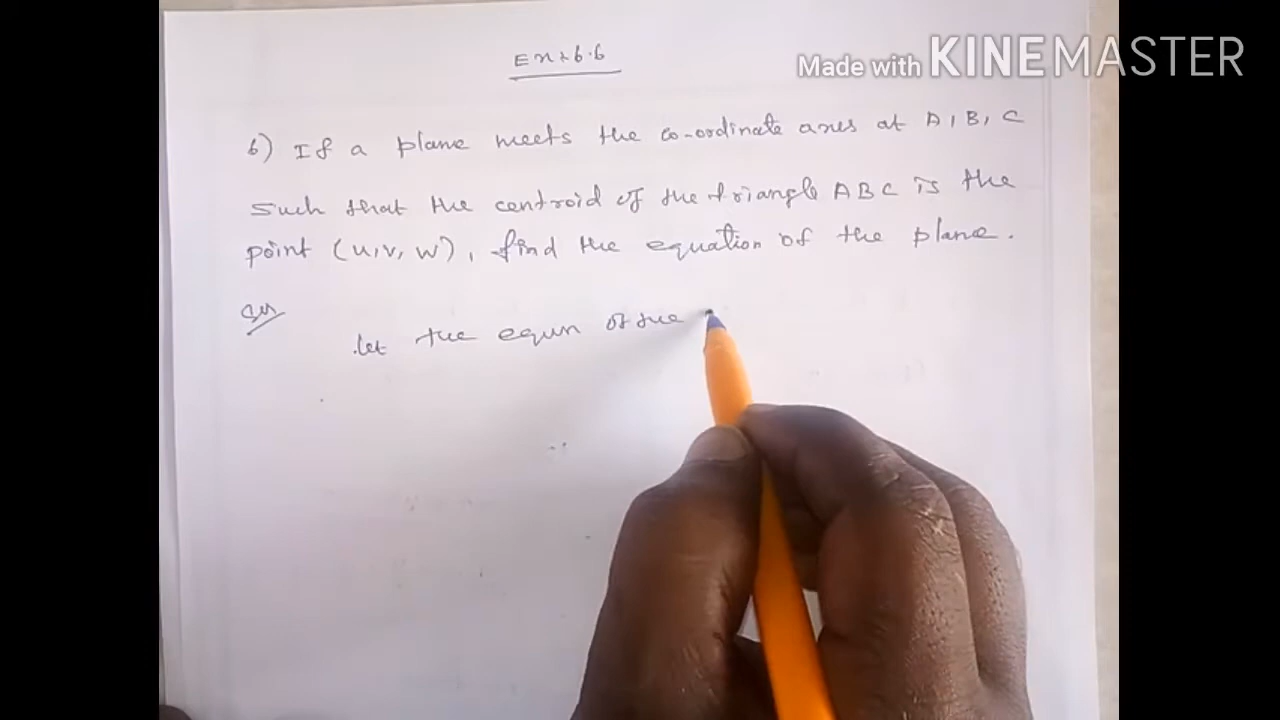 Made with KINEMASTER
Ex 6.6
6) If a plane meets the co-ordinate axes at A, B, C
such that the centroid of the triangle ABC is the
point (u, v, w), find the equation of the plane.
Sol
Let the equn of the